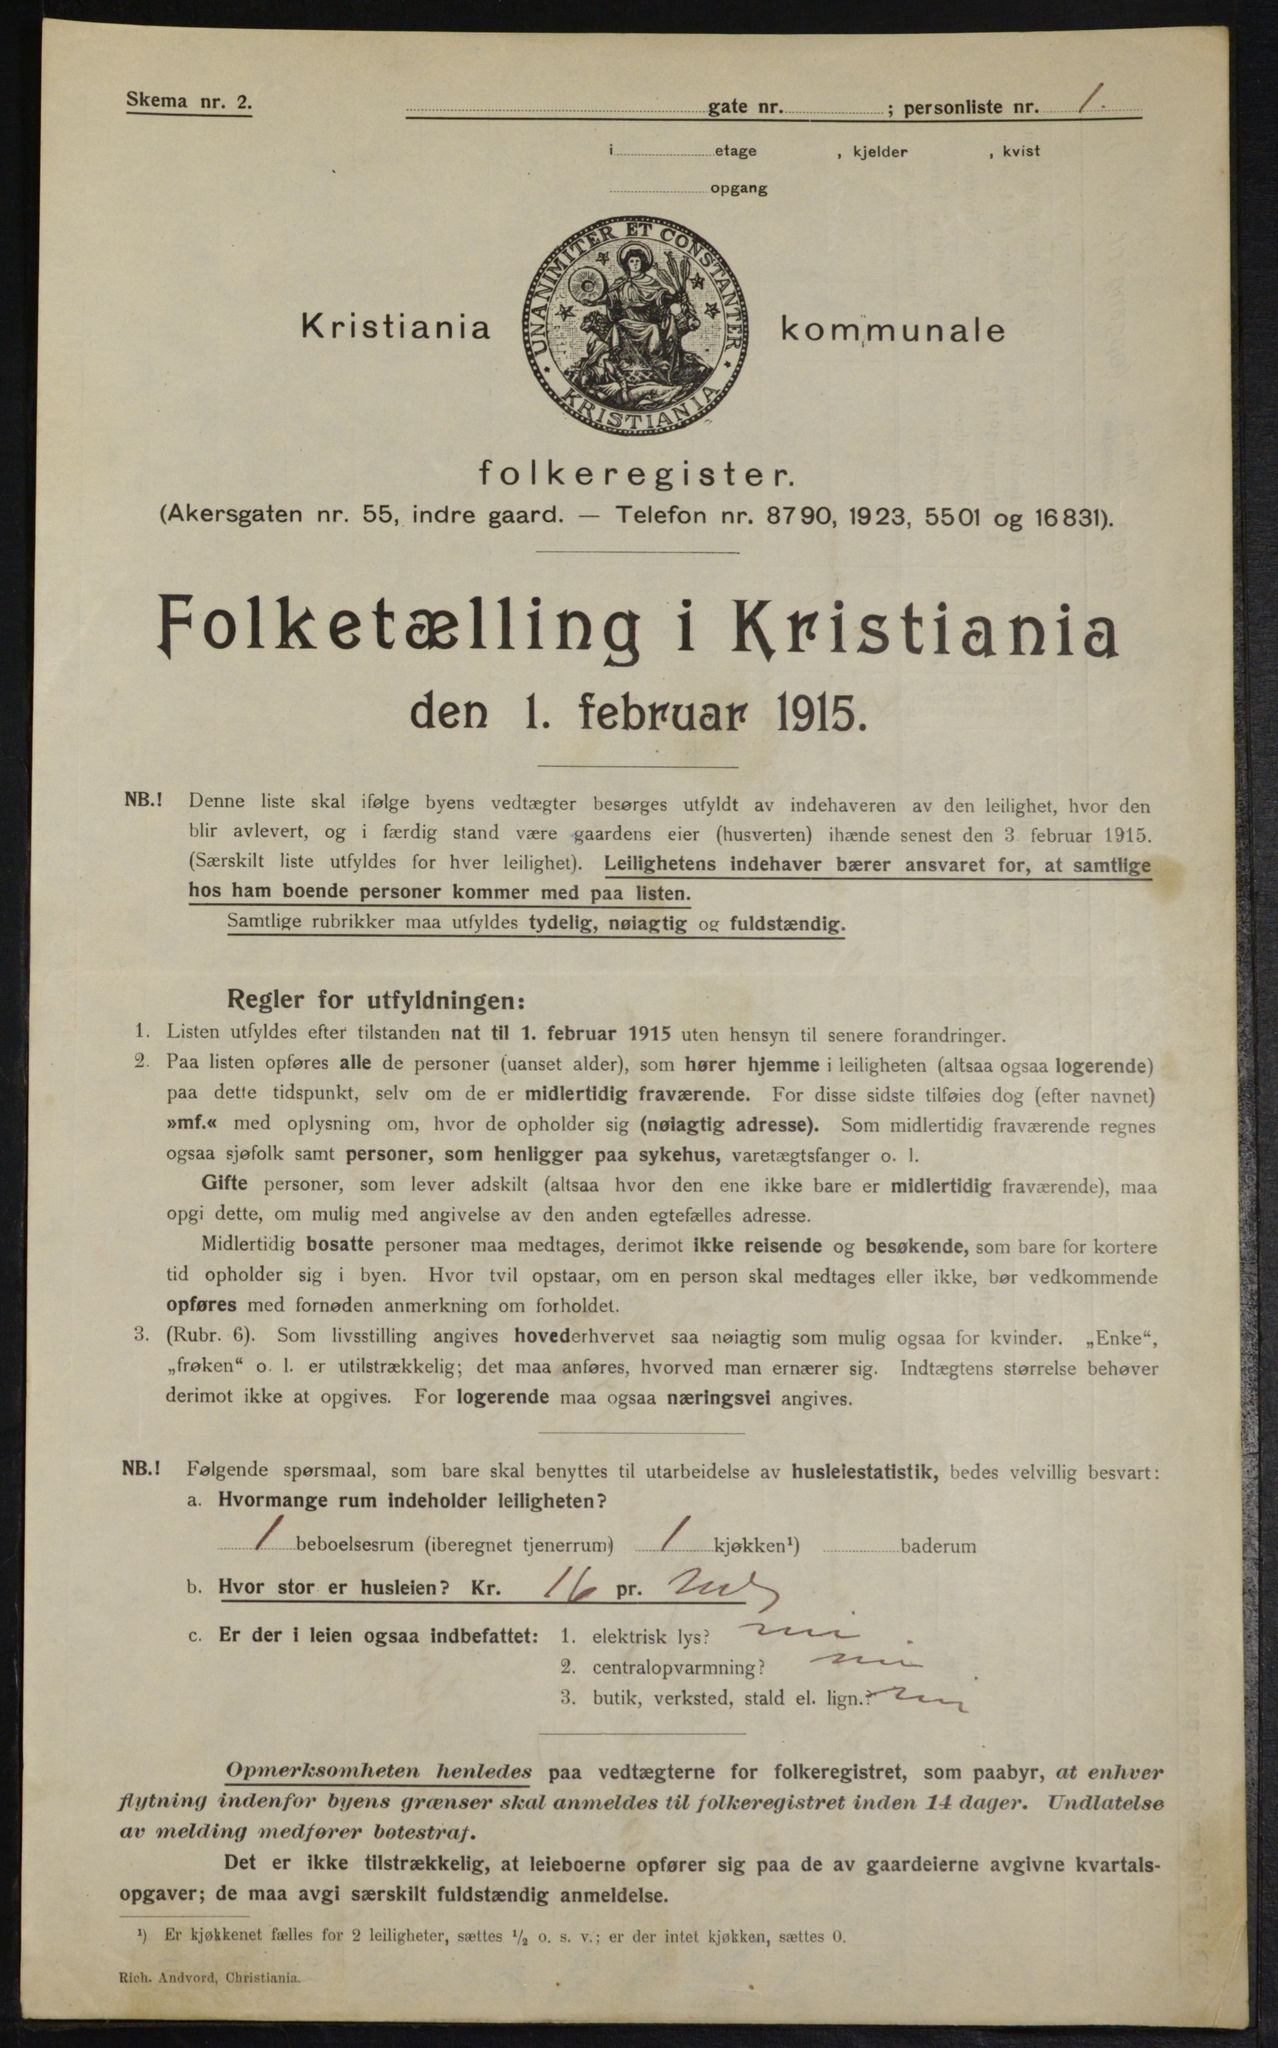 Skema nr. 2.
gate nr. ; personliste nr. 1.
i etage , kjelder , kvist
opgang
UNANIMITER ET CONSTANTER
KRISTIANIA
Kristiania kommunale
folkeregister.
(Akersgaten nr. 55, indre gaard. — Telefon nr. 8790, 1923, 5501 og 16831).
Folketælling i Kristiania
den 1. februar 1915.
NB.! Denne liste skal ifølge byens vedtægter besørges utfyldt av indehaveren av den leilighet, hvor den
blir avlevert, og i færdig stand være gaardens eier (husverten) ihænde senest den 3. februar 1915.
(Særskilt liste utfyldes for hver leilighet). Leilighetens indehaver bærer ansvaret for, at samtlige
hos ham boende personer kommer med paa listen.
Samtlige rubrikker maa utfyldes tydelig, nøiagtig og fuldstændig.
Regler for utfyldningen:
1. Listen utfyldes efter tilstanden nat til 1. februar 1915 uten hensyn til senere forandringer.
2. Paa listen opføres alle de personer (uanset alder), som hører hjemme i leiligheten (altsaa ogsaa logerende)
paa dette tidspunkt, selv om de er midlertidig fraværende. For disse sidste tilføies dog (efter navnet)
»mf.« med oplysning om, hvor de opholder sig (nøiagtig adresse). Som midlertidig fraværende regnes
ogsaa sjøfolk samt personer, som henligger paa sykehus, varetægtsfanger o. l.
Gifte personer, som lever adskilt (altsaa hvor den ene ikke bare er midlertidig fraværende), maa
opgi dette, om mulig med angivelse av den anden egtefælles adresse.
Midlertidig bosatte personer maa medtages, derimot ikke reisende og besøkende, som bare for kortere
tid opholder sig i byen. Hvor tvil opstaar, om en person skal medtages eller ikke, bør vedkommende
opføres med fornøden anmerkning om forholdet.
3. (Rubr. 6). Som livsstilling angives hovederhvervet saa nøiagtig som mulig ogsaa for kvinder. „Enke“,
„frøken“ o. l. er utilstrækkelig; det maa anføres, hvorved man ernærer sig. Indtægtens størrelse behøver
derimot ikke at opgives. For logerende maa ogsaa næringsvei angives.
NB.! Følgende spørsmaal, som bare skal benyttes til utarbeidelse av husleiestatistik, bedes velvillig besvart:
a. Hvormange rum indeholder leiligheten?
1 beboelsesrum (iberegnet tjenerrum) 1 kjøkken¹) baderum
b. Hvor stor er husleien? Kr. 16 pr.
c. Er der i leien ogsaa indbefattet: 1. elektrisk lys? nei
2. centralopvarmning? nei
3. butik, verksted, stald el. lign.? nei
Opmerksomheten henledes paa vedtægterne for folkeregistret, som paabyr, at enhver
flytning indenfor byens grænser skal anmeldes til folkeregistret inden 14 dager. Undlatelse
av melding medfører bøtestraf.
Det er ikke tilstrækkelig, at leieboerne opfører sig paa de av gaardeierne avgivne kvartals-
opgaver; de maa avgi særskilt fuldstændig anmeldelse.
¹) Er kjøkkenet fælles for 2 leiligheter, sættes ½ o. s. v.; er der intet kjøkken, sættes 0.
Rich. Andvord, Christiania.